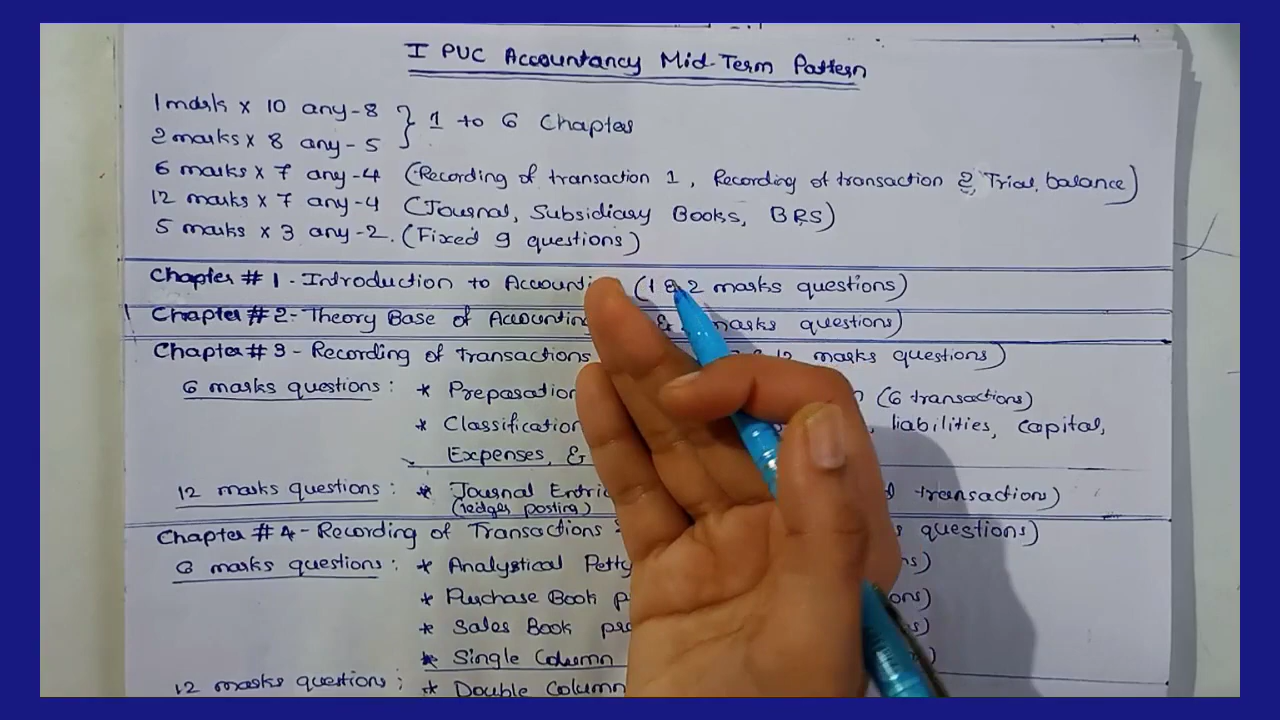 I PUC Accountancy Mid-Term Pattern
1 mark x 10 any-8 } 1 to 6 Chapter
2 marks x 8 any-5
6 marks x 7 any-4 (Recording of transaction 1, Recording of transaction 2, Trial balance)
12 marks x 7 any-4 (Journal, Subsidiary Books, BRS)
5 marks x 3 any-2. (Fixed 9 questions)
Chapter # 1. Introduction to (1 & 2 marks questions)
Chapter # 2- Theory Base of Accounting & marks questions)
Chapter # 3 - Recording of transactions 12 marks questions)
6 marks questions : * Preparation (6 transactions)
* Classification liabilities, Capital,
Expenses, &
12 marks questions : * Journal transaction)
(ledger posting)
Chapter # 4 - Recording of Transactions questions)
6 marks questions : * Analytical Petty
* Purchase Book
* Sales Book
* Single Column
12 marks questions ; * Double Column